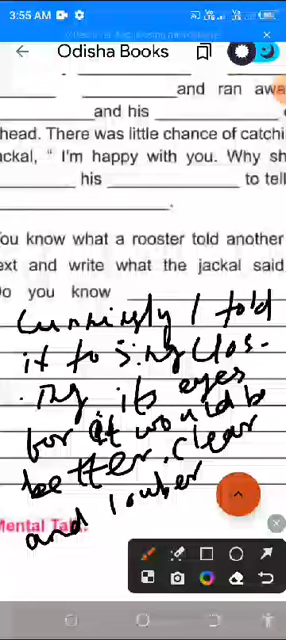 3:55 AM
Odisha Books
and ran awa
and his
head. There was little chance of catchi
ackal, " I'm happy with you. Why sh
his to tell
.
You know what a rooster told another
ext and write what the jackal said
Do you know
Cunningly I told
it to sing clos-
ing its eyes
for it would b
better, clear
and louder
Mental Tal